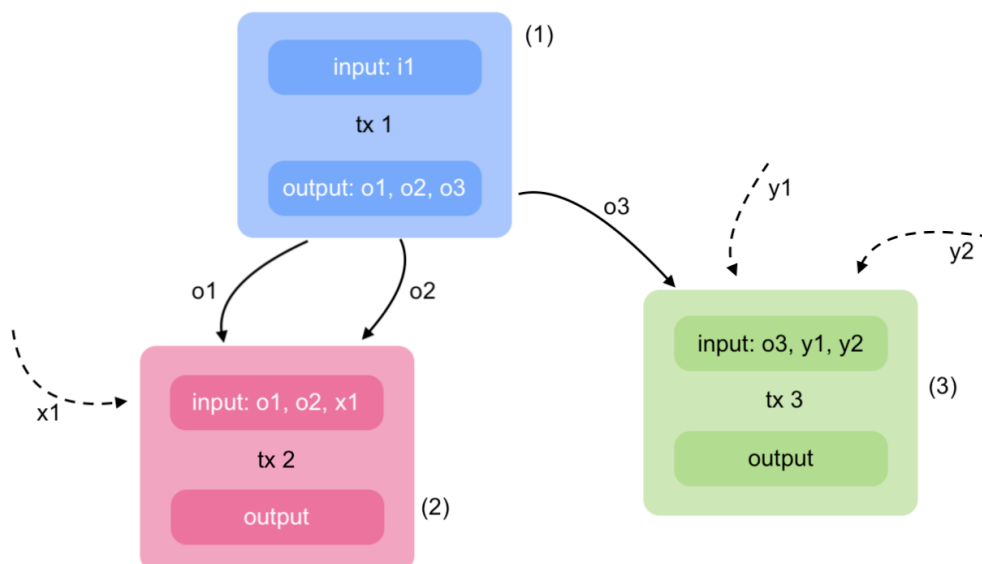 (1)
input: i1
tx 1
output: o1, o2, o3
o1
o2
o3
y1
y2
x1
input: o1, o2, x1
tx 2
output
(2)
input: o3, y1, y2
tx 3
(3)
output